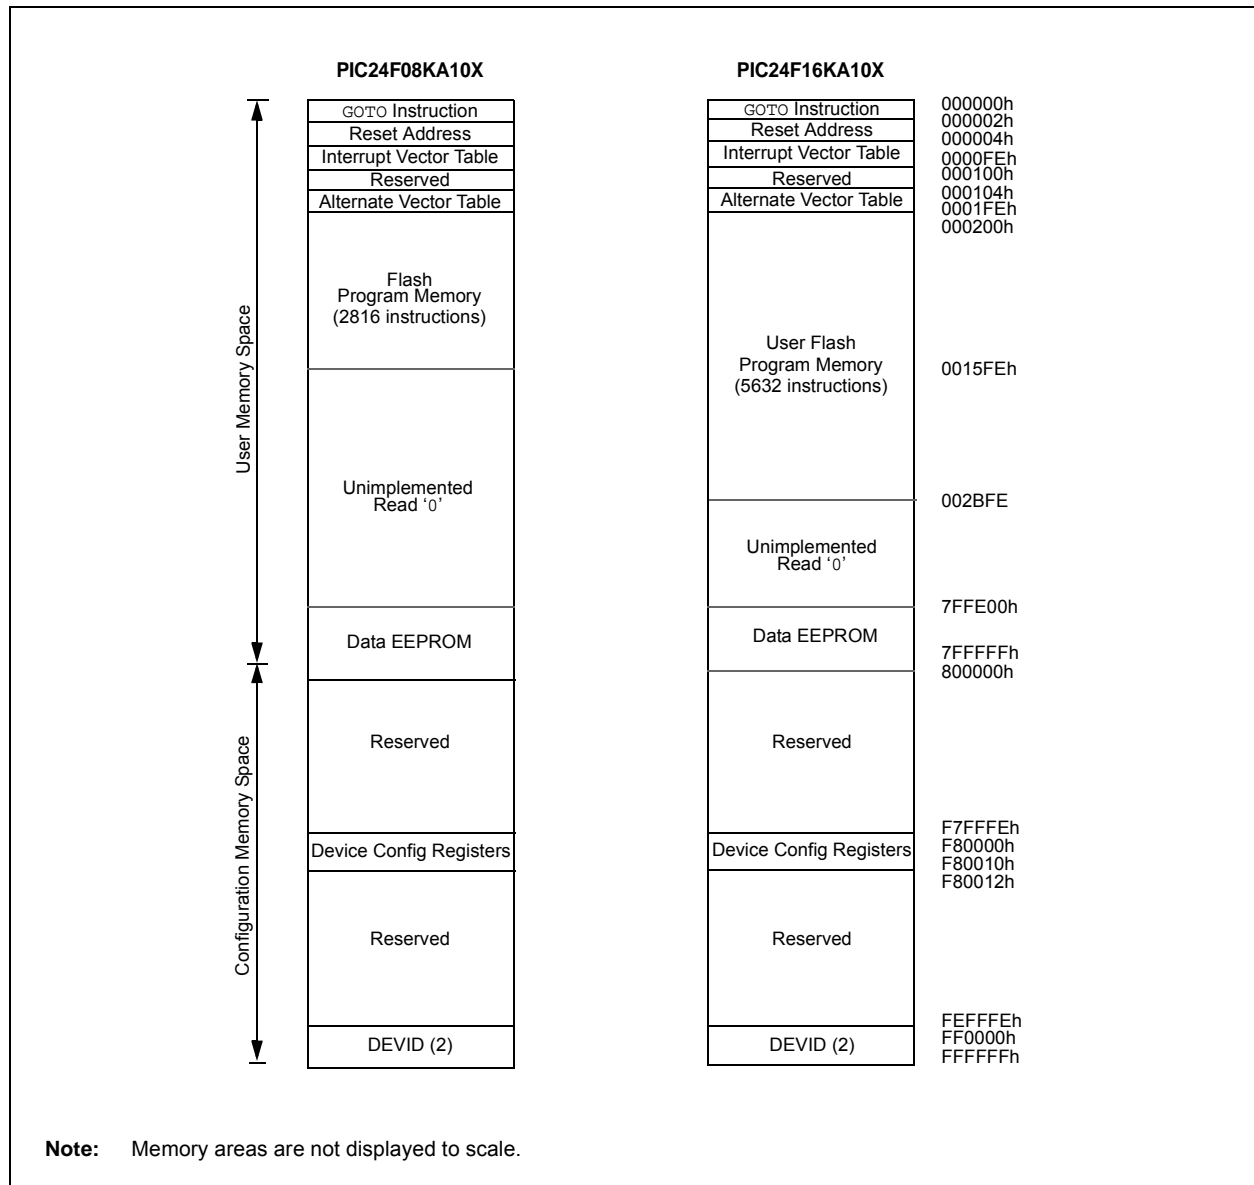 PIC24F08KA10X
GOTO Instruction
Reset Address
Interrupt Vector Table
Reserved
Alternate Vector Table
Flash
Program Memory
(2816 instructions)
Unimplemented
Read ‘0’
Data EEPROM
Reserved
Device Config Registers
Reserved
DEVID (2)
User Memory Space
Configuration Memory Space
PIC24F16KA10X
GOTO Instruction
Reset Address
Interrupt Vector Table
Reserved
Alternate Vector Table
User Flash
Program Memory
(5632 instructions)
Unimplemented
Read ‘0’
Data EEPROM
Reserved
Device Config Registers
Reserved
DEVID (2)
000000h
000002h
000004h
0000FEh
000100h
000104h
0001FEh
000200h
0015FEh
002BFE
7FFE00h
7FFFFFh
800000h
F7FFFEh
F80000h
F80010h
F80012h
FEFFFEh
FF0000h
FFFFFFh
Note: Memory areas are not displayed to scale.